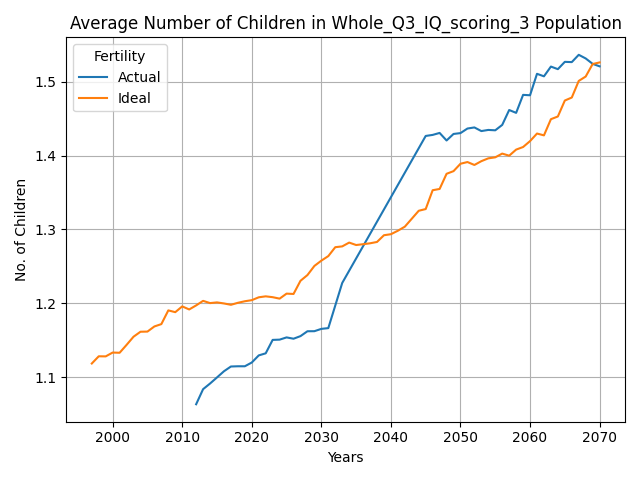 Average Number of Children in Whole_Q3_IQ_scoring_3 Population
Fertility
Actual
Ideal
No. of Children
1.5
1.4
1.3
1.2
1.1
2000 2010 2020 2030 2040 2050 2060 2070
Years